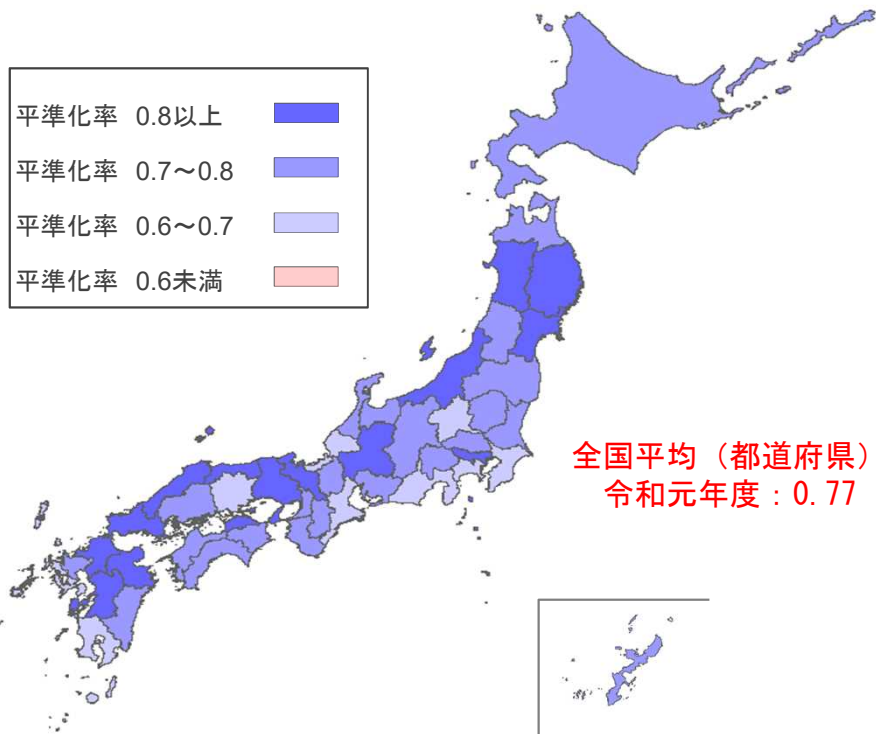 平準化率 0.8以上
平準化率 0.7～0.8
平準化率 0.6～0.7
平準化率 0.6未満
全国平均（都道府県）
令和元年度：0.77